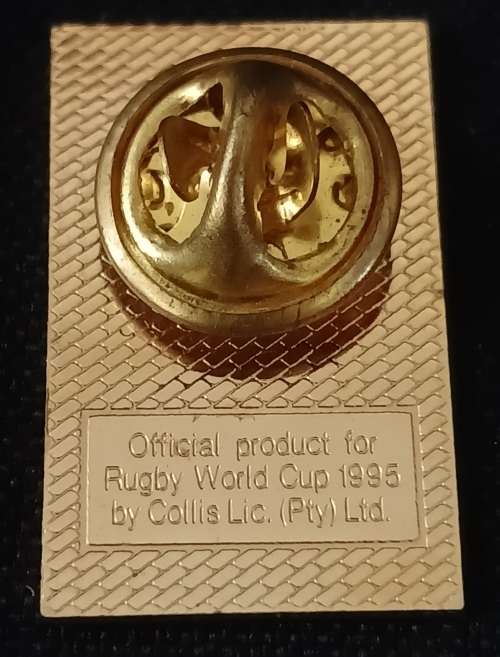 Official product for
Rugby World Cup 1995
by Collis Lic. (Pty) Ltd.